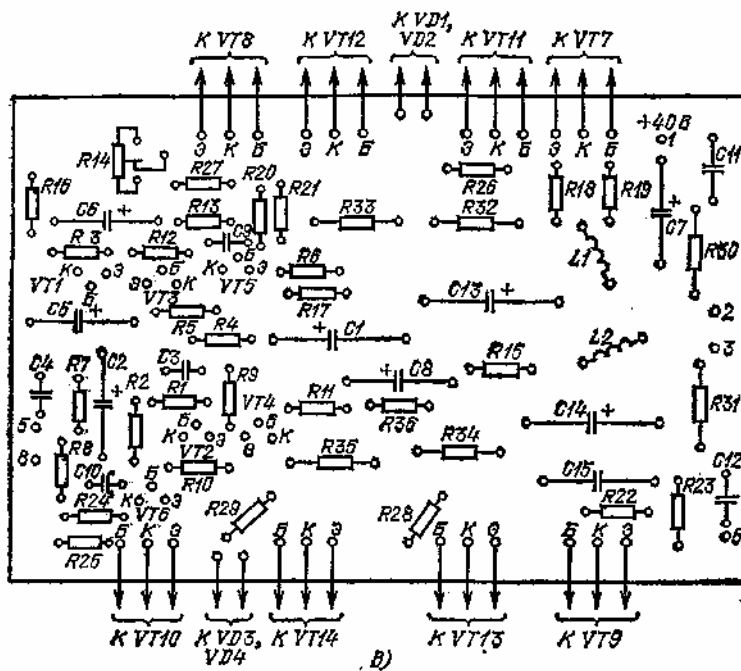 К VT8
К VT12
К VD1,
VD2
К VT11
К VT7
Э К Б
Э К Б
Э К Б
Э К Б
+40 В
1
C11
R14
R16
R27
R20
R21
R26
R18
R19
C6 +
R13
C9
R33
R32
+ C7
R30
R3
R12
Б
К Э
VT1
Б
Э К
VT3
К Э
VT5
R6
R17
L1
C5 +
R5
R4
C13 +
2
+ C1
L2
3
C4
R7
C2
+
R2
C3
R1
R9
VT4
R11
+ C8
R36
R15
R31
5
8
R8
C10
Б
К Э
VT2
R10
Б
Э К
R35
R34
C14 +
C15
R24
К Б Э
VT6
R29
R28
R22
R23
C12
R25
Б К Э
Б К Э
Б К Э
Б К Э
К VT10
К VD3,
VD4
К VT14
К VT13
К VT9
в)